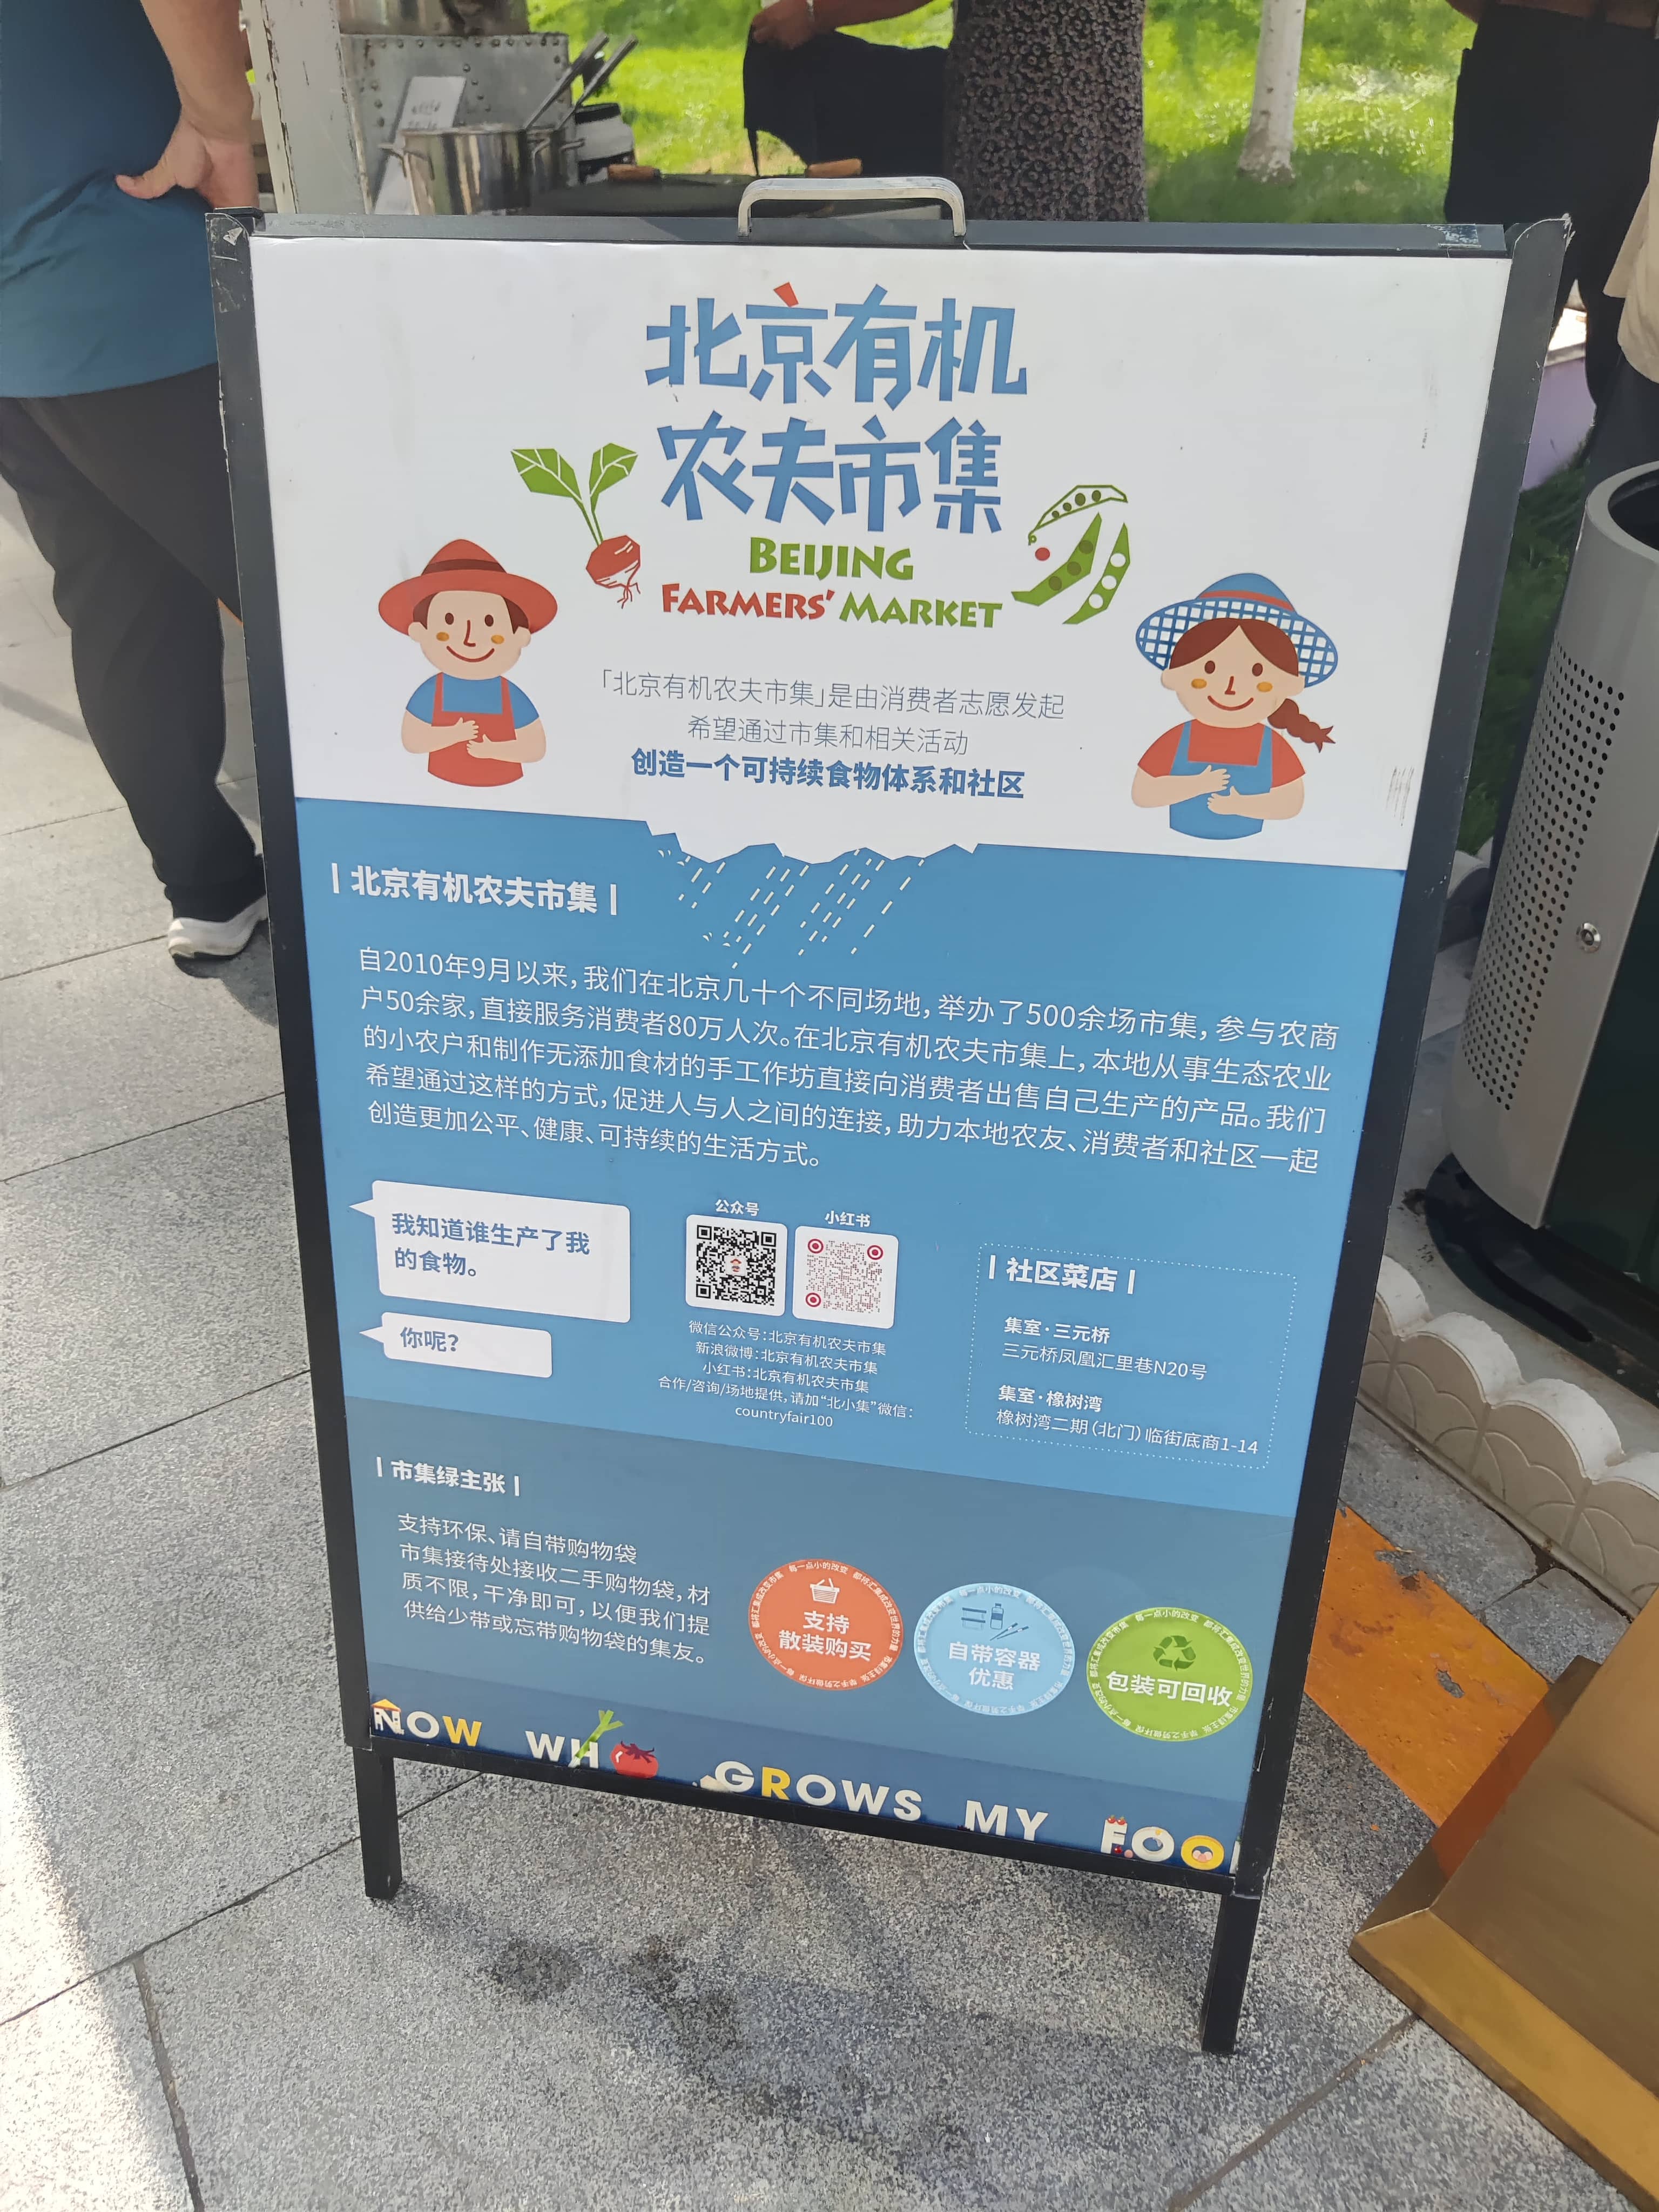 北京有机
农夫市集
BEIJING
FARMERS' MARKET
「北京有机农夫市集」是由消费者志愿发起
希望通过市集和相关活动
创造一个可持续食物体系和社区
北京有机农夫市集
自2010年9月以来，我们在北京几十个不同场地，举办了500余场市集，参与农商
户50余家，直接服务消费者80万人次。在北京有机农夫市集上，本地从事生态农业
的小农户和制作无添加食材的手工作坊直接向消费者出售自己生产的产品。我们
希望通过这样的方式，促进人与人之间的连接，助力本地农友、消费者和社区一起
创造更加公平、健康、可持续的生活方式。
我知道谁生产了我
的食物。
你呢？
公众号
小红书
微信公众号：北京有机农夫市集
新浪微博：北京有机农夫市集
小红书：北京有机农夫市集
合作/咨询/场地提供，请加“北小集”微信：
countryfair100
社区菜店
集室·三元桥
三元桥凤凰汇里巷N20号
集室·橡树湾
橡树湾二期（北门）临街底商1-14
市集绿主张
支持环保、请自带购物袋
市集接待处接收二手购物袋，材
质不限，干净即可，以便我们提
供给少带或忘带购物袋的集友。
支持
散装购买
自带容器
优惠
包装可回收
NOW WHO GROWS MY FOO